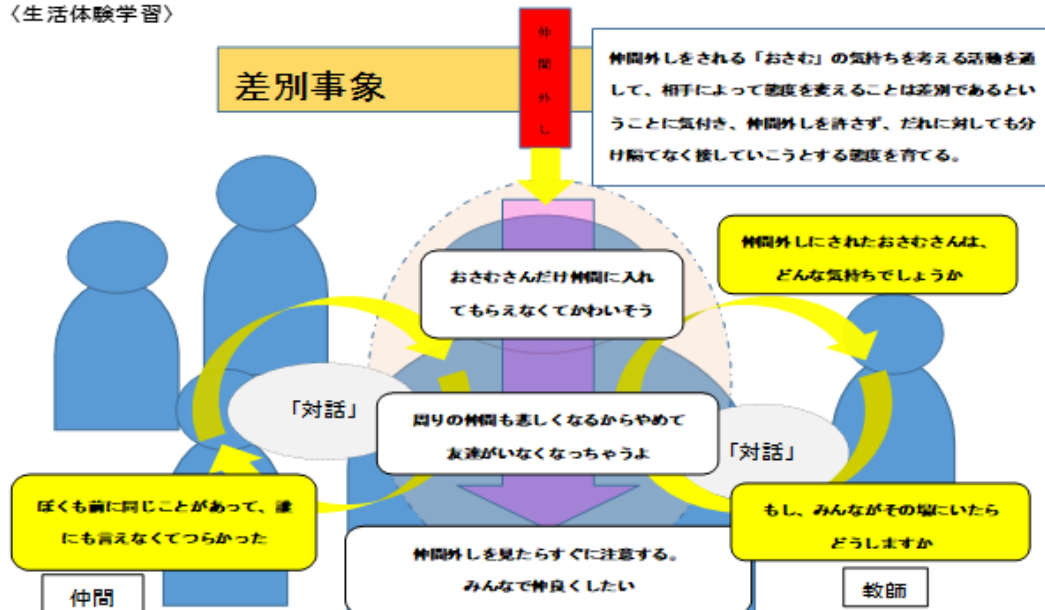 〈生活体験学習〉
仲間外し
差別事象
仲間外しをされる「おさむ」の気持ちを考える活動を通
して、相手によって態度を変えることは差別であるとい
うことに気付き、仲間外しを許さず、だれに対しても分
け隔てなく接していこうとする態度を育てる。
仲間外しにされたおさむさんは、
どんな気持ちでしょうか
おさむさんだけ仲間に入れ
てもらえなくてかわいそう
「対話」
周りの仲間も悲しくなるからやめて
友達がいなくなっちゃうよ
「対話」
ぼくも前に同じことがあって、誰
にも言えなくてつらかった
もし、みんながその場にいたら
どうしますか
仲間外しを見たらすぐに注意する。
みんなで仲良くしたい
仲間
教師